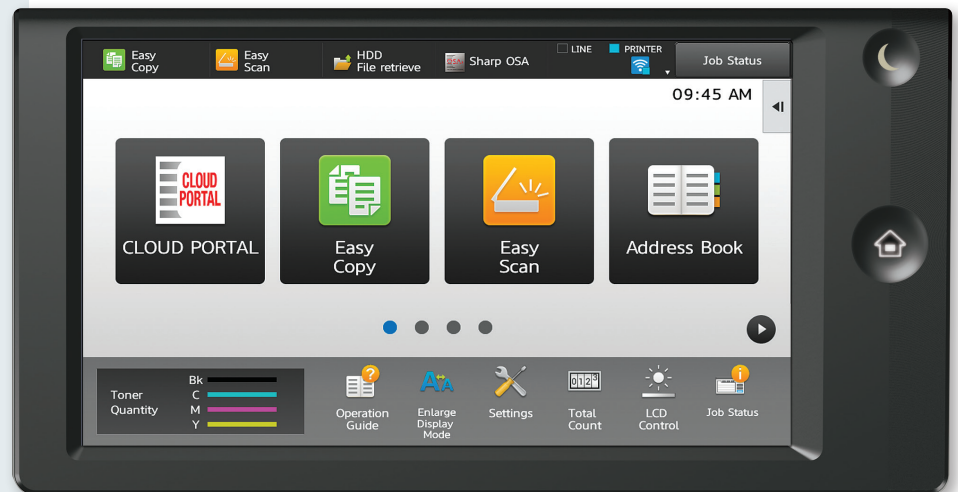 Easy
Copy
Easy
Scan
HDD
File retrieve
OSA
Sharp OSA
LINE
PRINTER
Job Status
09:45 AM
CLOUD
PORTAL
CLOUD PORTAL
Easy
Copy
Easy
Scan
Address Book
Toner
Quantity
Bk
C
M
Y
Operation
Guide
A A
Enlarge
Display
Mode
Settings
0123
Total
Count
LCD
Control
Job Status